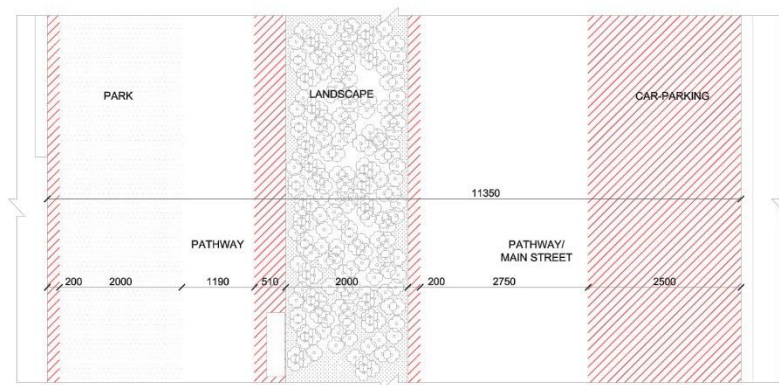 PARK
LANDSCAPE
CAR-PARKING
11350
PATHWAY
PATHWAY/
MAIN STREET
200
2000
1190
510
2000
200
2750
2500